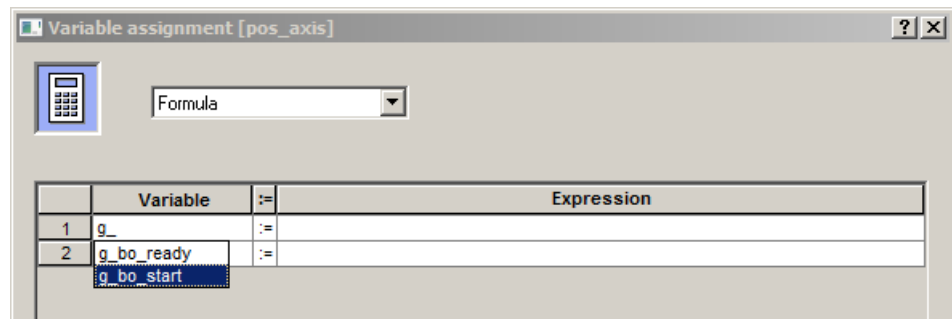 Variable assignment [pos_axis]
Formula
Variable := Expression
1 g_ :=
2 g_bo_ready :=
g_bo_start